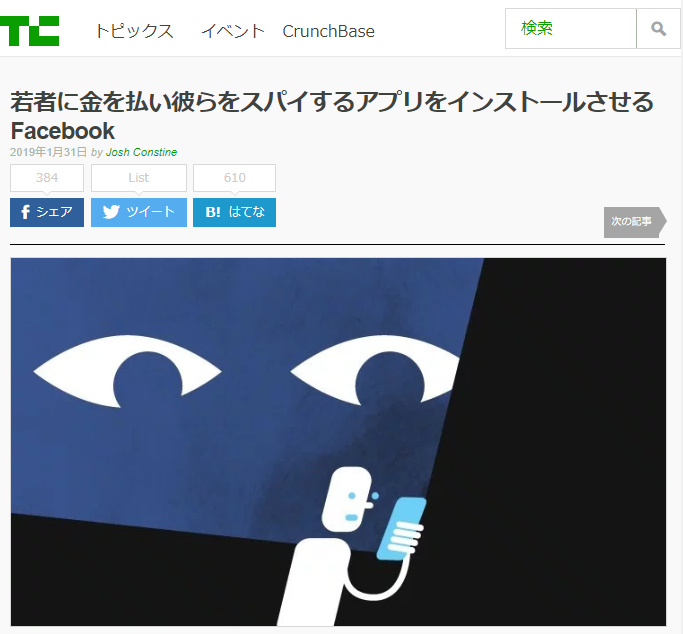 TC
トピックス イベント CrunchBase 検索
若者に金を払い彼らをスパイするアプリをインストールさせる
Facebook
2019年1月31日 by Josh Constine
384 List 610
f シェア ツイート B! はてな
次の記事